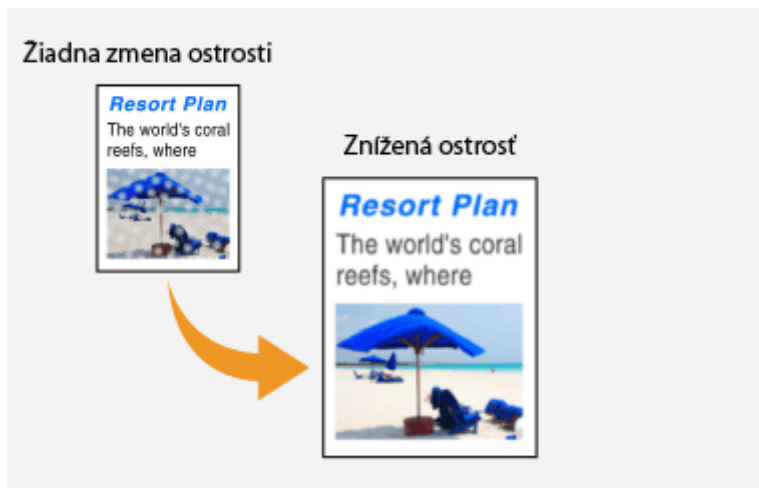 Žiadna zmena ostrosti
Resort Plan
The world's coral
reefs, where
Znížená ostrosť
Resort Plan
The world's coral
reefs, where